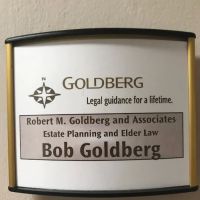 N
GOLDBERG
Legal guidance for a lifetime.
Robert M. Goldberg and Associates
Estate Planning and Elder Law
Bob Goldberg